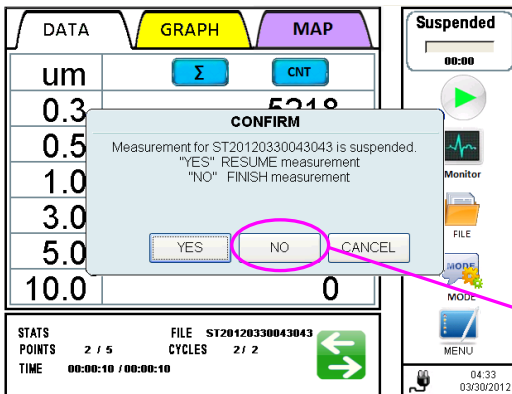 DATA GRAPH MAP
Suspended
00:00
um Σ CNT
0.3 5218
0.5
1.0
3.0
5.0
10.0 0
CONFIRM
Measurement for ST20120330043043 is suspended.
"YES" RESUME measurement
"NO" FINISH measurement
YES NO CANCEL
Monitor
FILE
MODE
MODE
MENU
STATS FILE ST20120330043043
POINTS 2 / 5 CYCLES 2/ 2
TIME 00:00:10 / 00:00:10
04:33
03/30/2012